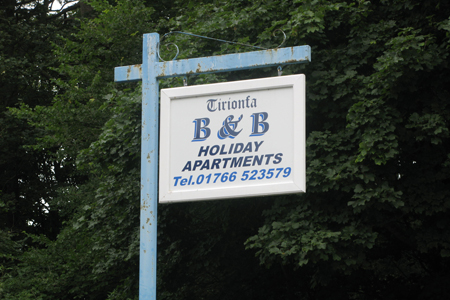 Tirionfa
B & B
HOLIDAY
APARTMENTS
Tel.01766 523579